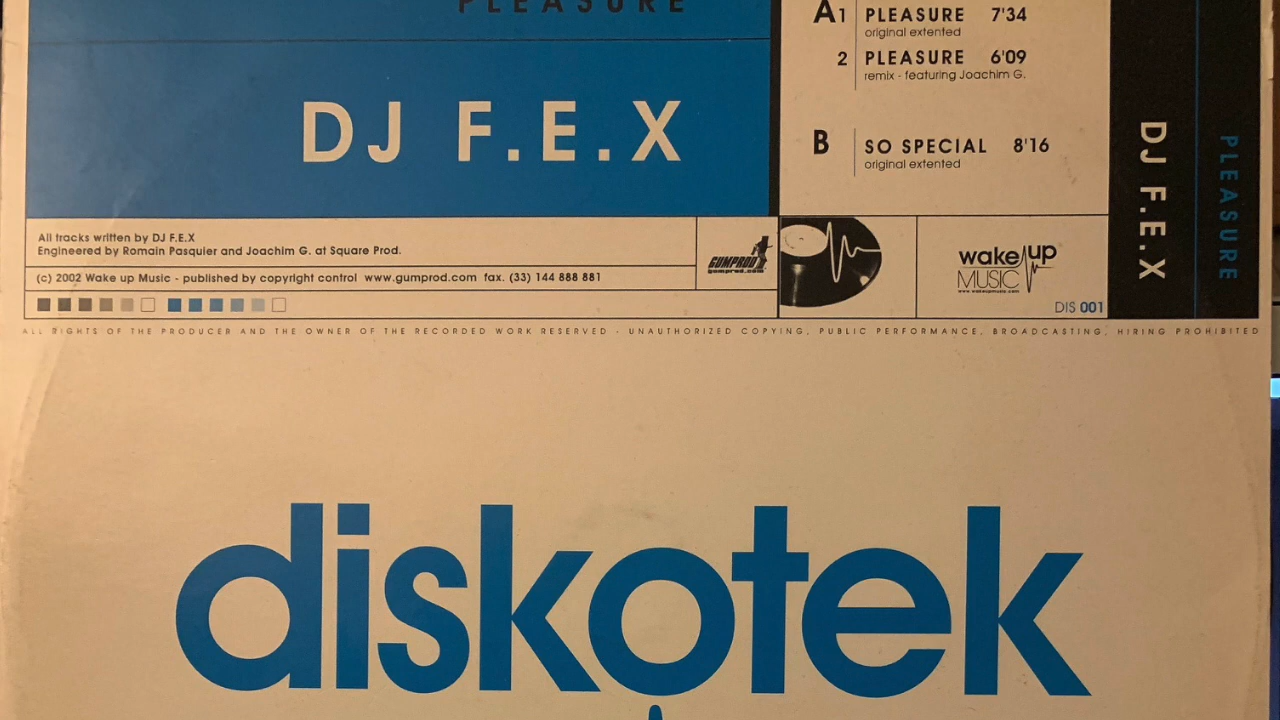 PLEASURE
DJ F.E.X
A1 PLEASURE 7'34
original extented
2 PLEASURE 6'09
remix - featuring Joachim G.
B SO SPECIAL 8'16
original extented
DJ F.E.X
PLEASURE
All tracks written by DJ F.E.X
Engineered by Romain Pasquier and Joachim G. at Square Prod.
(c) 2002 Wake up Music - published by copyright control www.gumprod.com fax. (33) 144 888 881
GUMPROD
gumprod.com
wake up
MUSIC
www.wakeupmusic.com
DIS 001
ALL RIGHTS OF THE PRODUCER AND THE OWNER OF THE RECORDED WORK RESERVED - UNAUTHORIZED COPYING, PUBLIC PERFORMANCE, BROADCASTING, HIRING PROHIBITED
diskotek